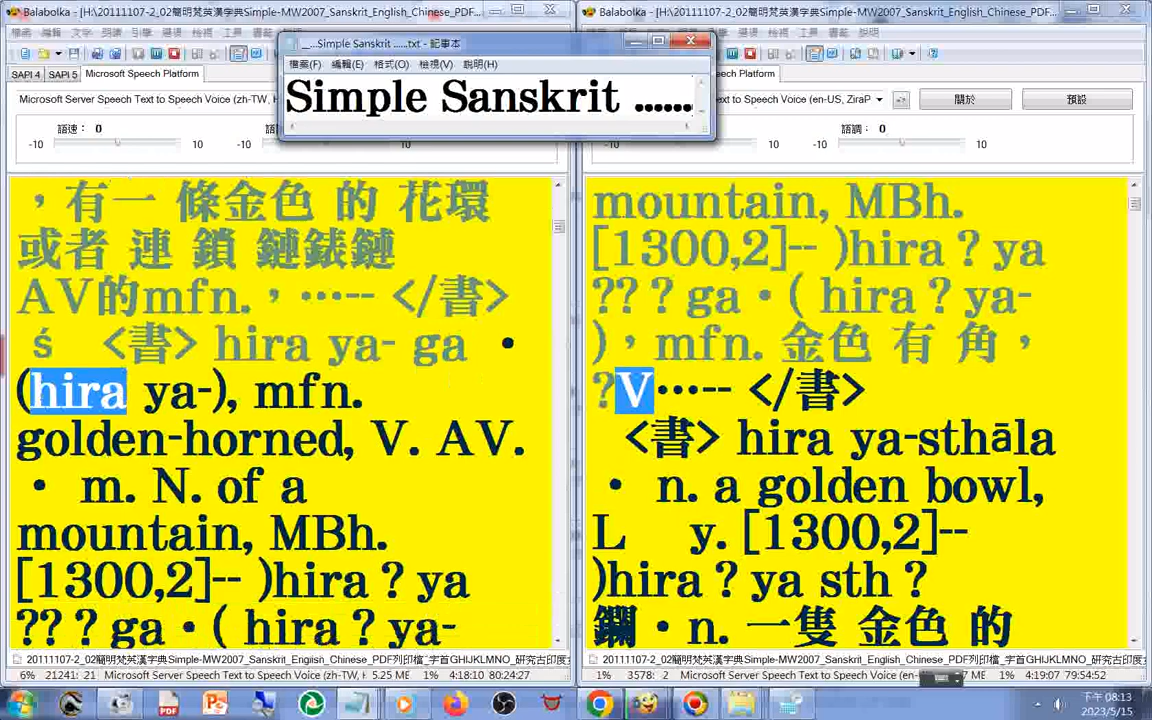 Balabolka - [H:\20111107-2_02簡明梵英漢字典Simple-MW2007_Sanskrit_English_Chinese_PDF...
Balabolka - [H:\20111107-2_02簡明梵英漢字典Simple-MW2007_Sanskrit_English_Chinese_PDF...
__...Simple Sanskrit ......txt - 記事本
檔案(F) 編輯(E) 格式(O) 檢視(V) 說明(H)
Simple Sanskrit .......
SAPI 4 SAPI 5 Microsoft Speech Platform
Microsoft Server Speech Text to Speech Voice (zh-TW, H
語速： 0
-10 10 -10 10
，有一 條金色 的 花環
或者 連 鎖 鏈錶鏈
AV的mfn.，…-- </書>
ś <書> hira ya- ga •
(hira ya-), mfn.
golden-horned, V. AV.
• m. N. of a
mountain, MBh.
[1300,2]-- )hira ? ya
?? ? ga • ( hira ? ya-
20111107-2_02簡明梵英漢字典Simple-MW2007_Sanskrit_English_Chinese_PDF列印檔_字首GHIJKLMNO_研究古印度
6% 21241: 21 Microsoft Server Speech Text to Speech Voice (zh-TW, H 5.25 ME 1% 4:18:10 80:24:27
eech Platform
ext to Speech Voice (en-US, ZiraP
關於 預設
語調： 0
-10 10 -10 10
mountain, MBh.
[1300,2]-- )hira ? ya
?? ? ga • ( hira ? ya-
)，mfn. 金色 有 角，
?V…-- </書>
<書> hira ya-sthāla
• n. a golden bowl,
L y. [1300,2]--
)hira ? ya sth ?
鑭 • n. 一隻 金色 的
20111107-2_02簡明梵英漢字典Simple-MW2007_Sanskrit_English_Chinese_PDF列印檔_字首GHIJKLMNO_研究古印度
1% 3578: 2 Microsoft Server Speech Text to Speech Voice (en-US, Zira ME 1% 4:19:07 79:54:52
下午 08:13
2023/5/15